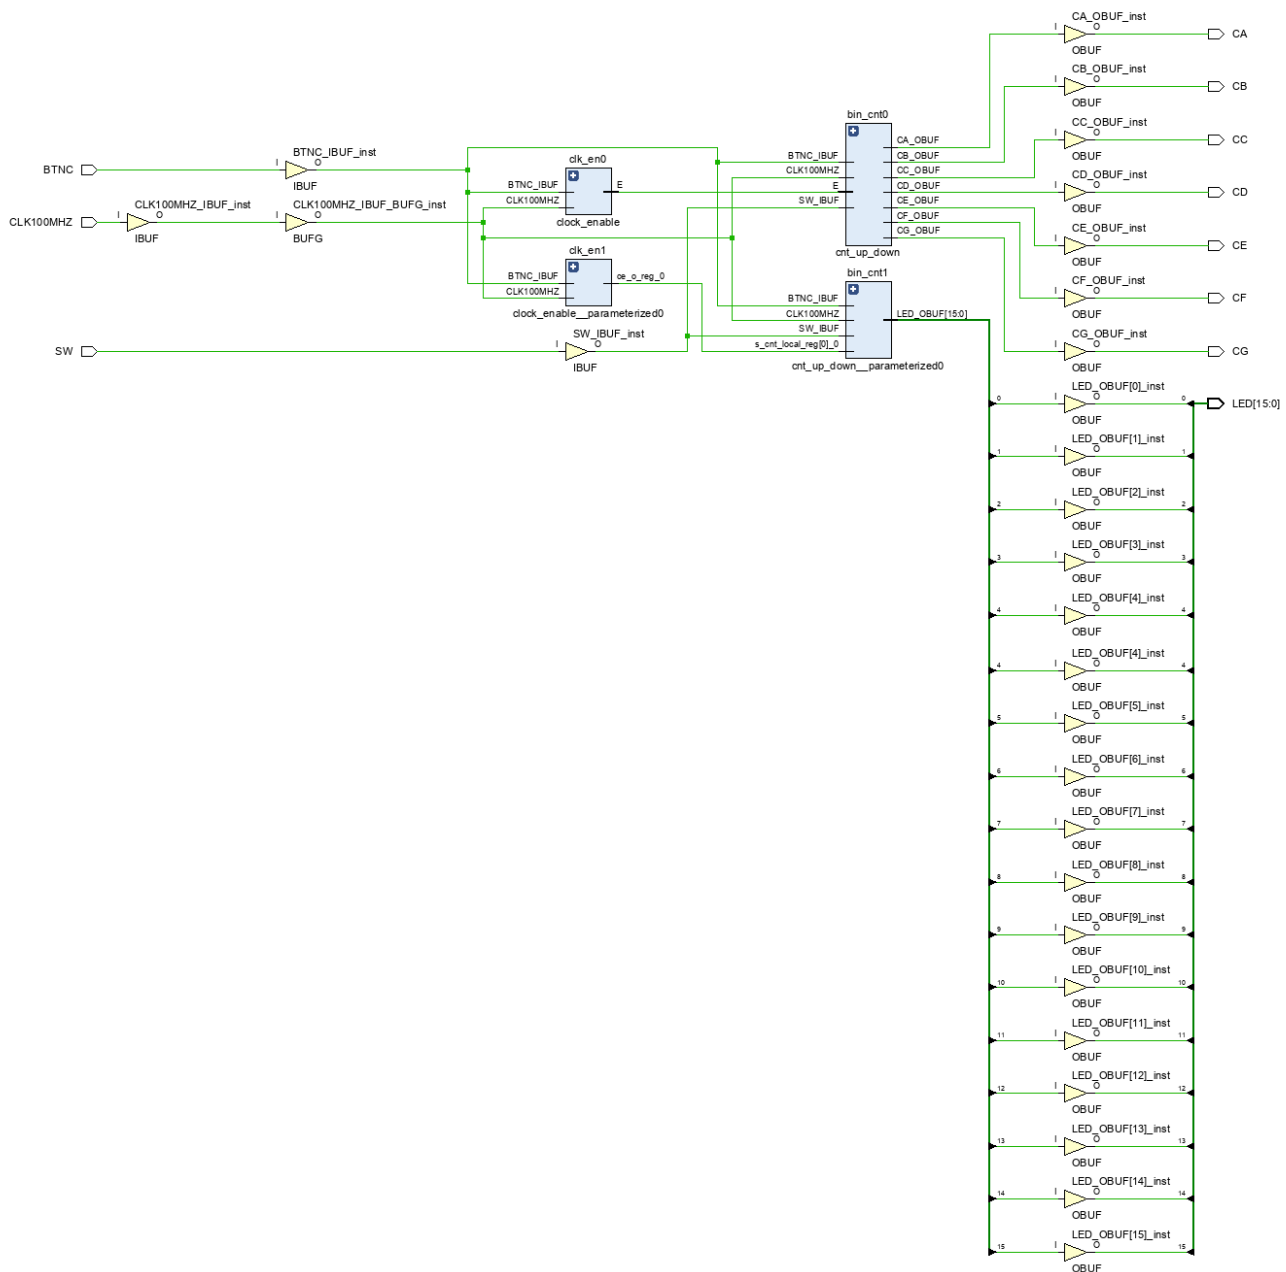 CA_OBUF_inst
I
O
CA
OBUF
CB_OBUF_inst
I
O
CB
OBUF
CC_OBUF_inst
I
O
CC
OBUF
CD_OBUF_inst
I
O
CD
OBUF
CE_OBUF_inst
I
O
CE
OBUF
CF_OBUF_inst
I
O
CF
OBUF
CG_OBUF_inst
I
O
CG
OBUF
BTNC
BTNC_IBUF_inst
I
O
IBUF
CLK100MHZ
CLK100MHZ_IBUF_inst
I
O
IBUF
CLK100MHZ_IBUF_BUFG_inst
I
O
BUFG
clk_en0
BTNC_IBUF
CLK100MHZ
E
clock_enable
clk_en1
BTNC_IBUF
CLK100MHZ
ce_o_reg_0
clock_enable__parameterized0
SW
SW_IBUF_inst
I
O
IBUF
bin_cnt0
BTNC_IBUF
CLK100MHZ
E
SW_IBUF
CA_OBUF
CB_OBUF
CC_OBUF
CD_OBUF
CE_OBUF
CF_OBUF
CG_OBUF
cnt_up_down
bin_cnt1
BTNC_IBUF
CLK100MHZ
SW_IBUF
s_cnt_local_reg[0]_0
LED_OBUF[15:0]
cnt_up_down__parameterized0
LED_OBUF[0]_inst
0
I
O
0
LED[15:0]
OBUF
LED_OBUF[1]_inst
1
I
O
1
OBUF
LED_OBUF[2]_inst
2
I
O
2
OBUF
LED_OBUF[3]_inst
3
I
O
3
OBUF
LED_OBUF[4]_inst
4
I
O
4
OBUF
LED_OBUF[4]_inst
4
I
O
4
OBUF
LED_OBUF[5]_inst
5
I
O
5
OBUF
LED_OBUF[6]_inst
6
I
O
6
OBUF
LED_OBUF[7]_inst
7
I
O
7
OBUF
LED_OBUF[8]_inst
8
I
O
8
OBUF
LED_OBUF[9]_inst
9
I
O
9
OBUF
LED_OBUF[10]_inst
10
I
O
10
OBUF
LED_OBUF[11]_inst
11
I
O
11
OBUF
LED_OBUF[12]_inst
12
I
O
12
OBUF
LED_OBUF[13]_inst
13
I
O
13
OBUF
LED_OBUF[14]_inst
14
I
O
14
OBUF
LED_OBUF[15]_inst
15
I
O
15
OBUF